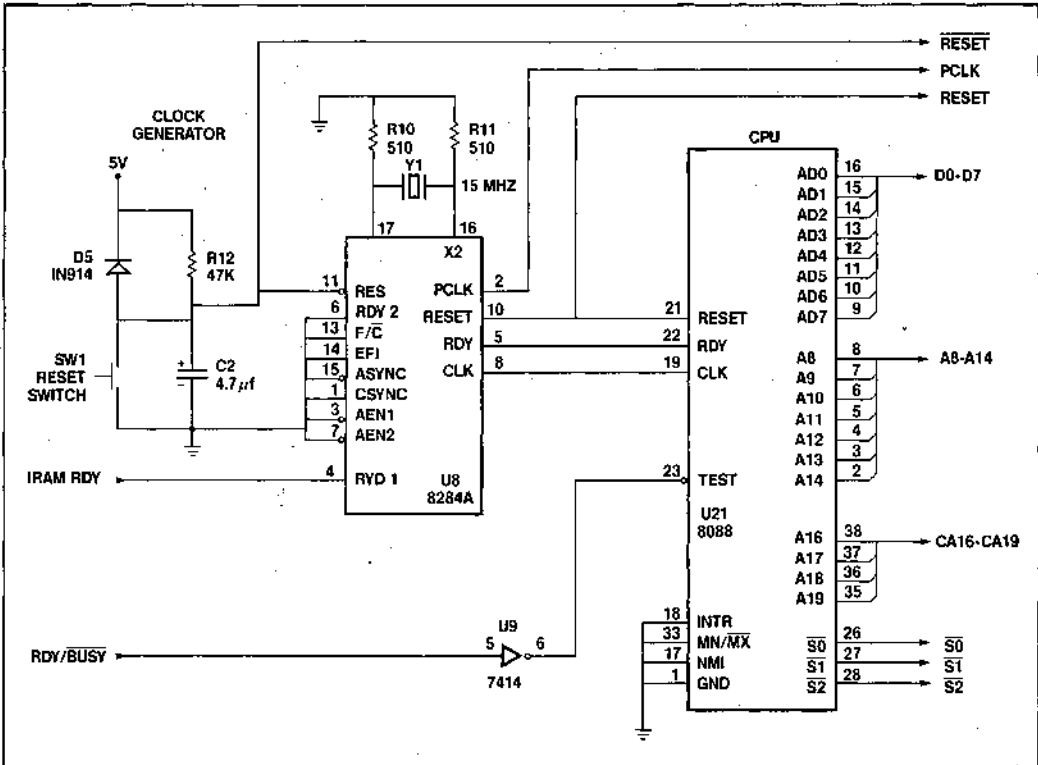 RESET
PCLK
RESET
CLOCK
GENERATOR
5V
D5
IN914
R12
47K
SW1
RESET
SWITCH
C2
4.7µf
R10
510
R11
510
Y1
15 MHZ
17
16
X2
11
RES
6
RDY 2
13
F/C
14
EFI
15
ASYNC
1
CSYNC
3
AEN1
7
AEN2
4
RYD 1
PCLK
2
RESET
10
RDY
5
CLK
8
U8
8284A
IRAM RDY
RDY/BUSY
U9
5
6
7414
CPU
21
RESET
22
RDY
19
CLK
23
TEST
U21
8088
18
INTR
33
MN/MX
17
NMI
1
GND
AD0
16
D0-D7
AD1
15
AD2
14
AD3
13
AD4
12
AD5
11
AD6
10
AD7
9
A8
8
A8-A14
A9
7
A10
6
A11
5
A12
4
A13
3
A14
2
A16
38
CA16-CA19
A17
37
A18
36
A19
35
S0
26
S0
S1
27
S1
S2
28
S2